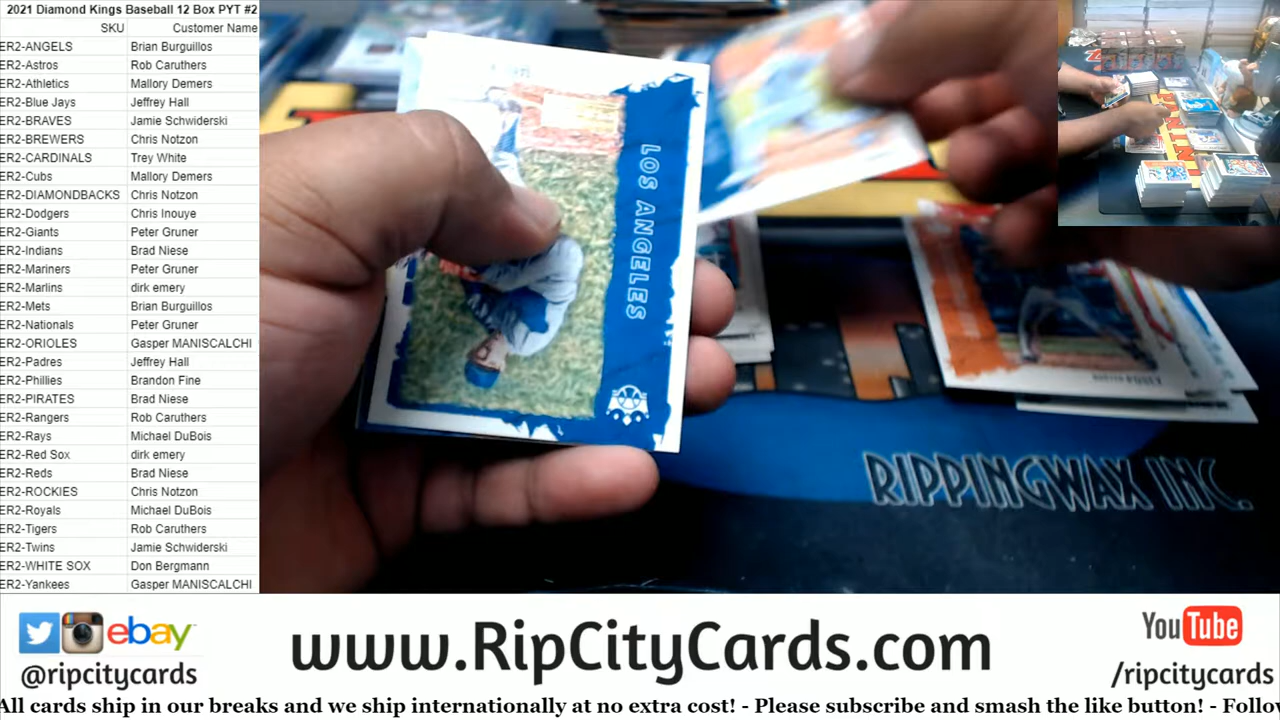 2021 Diamond Kings Baseball 12 Box PYT #2
SKU Customer Name
ER2-ANGELS Brian Burguillos
ER2-Astros Rob Caruthers
ER2-Athletics Mallory Demers
ER2-Blue Jays Jeffrey Hall
ER2-BRAVES Jamie Schwiderski
ER2-BREWERS Chris Notzon
ER2-CARDINALS Trey White
ER2-Cubs Mallory Demers
ER2-DIAMONDBACKS Chris Notzon
ER2-Dodgers Chris Inouye
ER2-Giants Peter Gruner
ER2-Indians Brad Niese
ER2-Mariners Peter Gruner
ER2-Marlins dirk emery
ER2-Mets Brian Burguillos
ER2-Nationals Peter Gruner
ER2-ORIOLES Gasper MANISCALCHI
ER2-Padres Jeffrey Hall
ER2-Phillies Brandon Fine
ER2-PIRATES Brad Niese
ER2-Rangers Rob Caruthers
ER2-Rays Michael DuBois
ER2-Red Sox dirk emery
ER2-Reds Brad Niese
ER2-ROCKIES Chris Notzon
ER2-Royals Michael DuBois
ER2-Tigers Rob Caruthers
ER2-Twins Jamie Schwiderski
ER2-WHITE SOX Don Bergmann
ER2-Yankees Gasper MANISCALCHI
LOS ANGELES
RIPPINGWAX INC.
ebay
@ripcitycards
www.RipCityCards.com
YouTube
/ripcitycards
All cards ship in our breaks and we ship internationally at no extra cost! - Please subscribe and smash the like button! - Follo